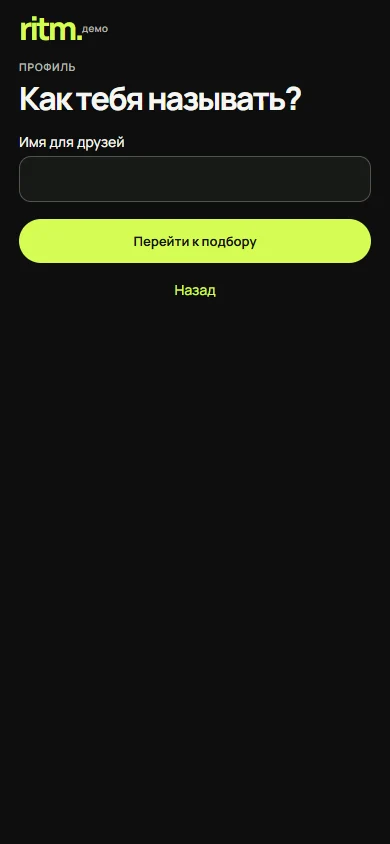 ritm. демо
ПРОФИЛЬ
Как тебя называть?
Имя для друзей
Перейти к подбору
Назад